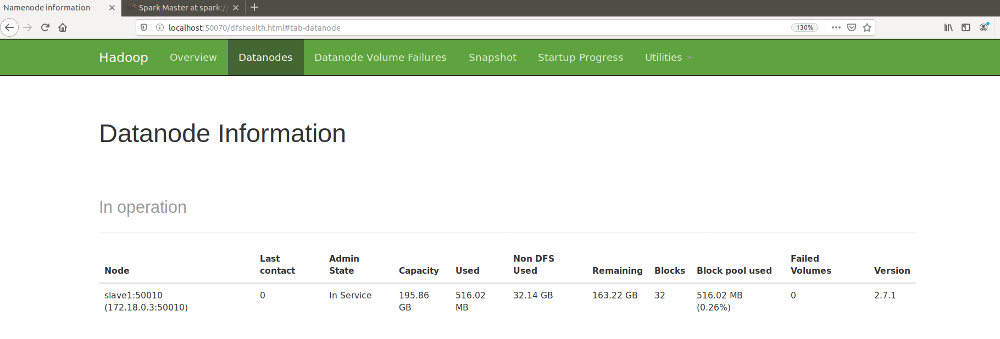 Namenode information
Spark Master at spark://
localhost:50070/dfshealth.html#tab-datanode
130%
Hadoop Overview Datanodes Datanode Volume Failures Snapshot Startup Progress Utilities
Datanode Information
In operation
Node Last contact Admin State Capacity Used Non DFS Used Remaining Blocks Block pool used Failed Volumes Version
slave1:50010 (172.18.0.3:50010) 0 In Service 195.86 GB 516.02 MB 32.14 GB 163.22 GB 32 516.02 MB (0.26%) 0 2.7.1